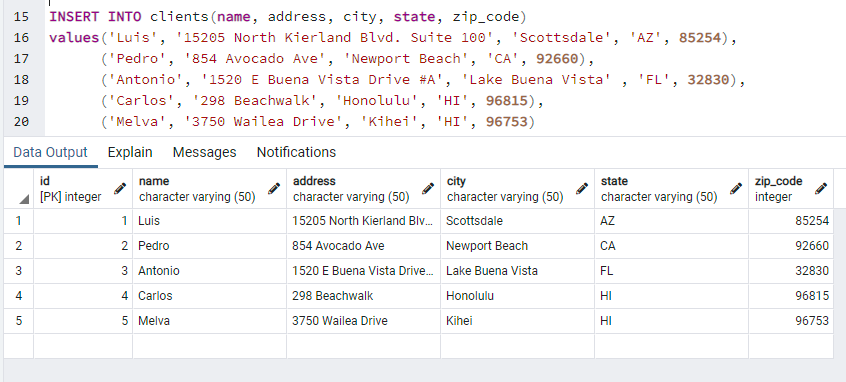 15 INSERT INTO clients(name, address, city, state, zip_code)
16 values('Luis', '15205 North Kierland Blvd. Suite 100', 'Scottsdale', 'AZ', 85254),
17 ('Pedro', '854 Avocado Ave', 'Newport Beach', 'CA', 92660),
18 ('Antonio', '1520 E Buena Vista Drive #A', 'Lake Buena Vista' , 'FL', 32830),
19 ('Carlos', '298 Beachwalk', 'Honolulu', 'HI', 96815),
20 ('Melva', '3750 Wailea Drive', 'Kihei', 'HI', 96753)
Data Output Explain Messages Notifications
id name address city state zip_code
[PK] integer character varying (50) character varying (50) character varying (50) character varying (50) integer
1 1 Luis 15205 North Kierland Blv... Scottsdale AZ 85254
2 2 Pedro 854 Avocado Ave Newport Beach CA 92660
3 3 Antonio 1520 E Buena Vista Drive... Lake Buena Vista FL 32830
4 4 Carlos 298 Beachwalk Honolulu HI 96815
5 5 Melva 3750 Wailea Drive Kihei HI 96753